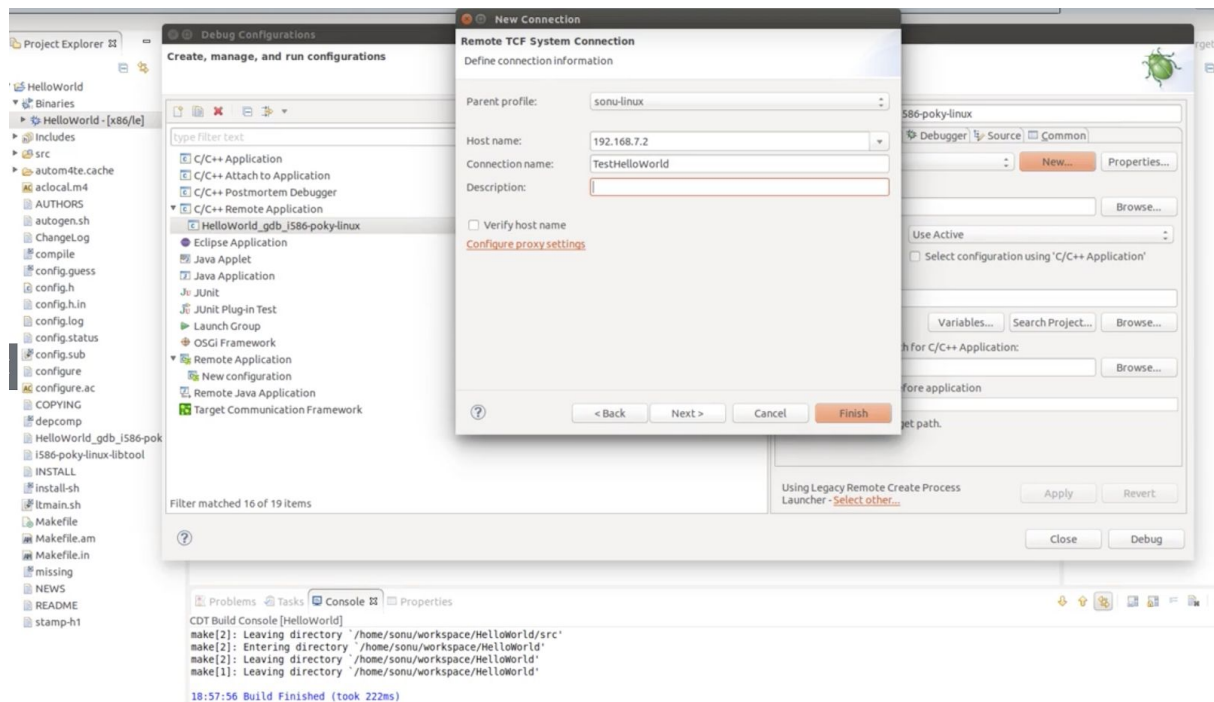 New Connection
Remote TCF System Connection
Define connection information
Parent profile: sonu-linux
Host name: 192.168.7.2
Connection name: TestHelloWorld
Description:
Verify host name
Configure proxy settings
< Back Next > Cancel Finish
Debug Configurations
Create, manage, and run configurations
type filter text
C/C++ Application
C/C++ Attach to Application
C/C++ Postmortem Debugger
C/C++ Remote Application
HelloWorld_gdb_i586-poky-linux
Eclipse Application
Java Applet
Java Application
JUnit
JUnit Plug-in Test
Launch Group
OSGi Framework
Remote Application
New configuration
Remote Java Application
Target Communication Framework
Filter matched 16 of 19 items
586-poky-linux
Debugger Source Common
New... Properties...
Browse...
Use Active
Select configuration using 'C/C++ Application'
Variables... Search Project... Browse...
h for C/C++ Application:
Browse...
fore application
get path.
Using Legacy Remote Create Process
Launcher - Select other...
Apply Revert
Close Debug
Project Explorer
HelloWorld
Binaries
HelloWorld - [x86/le]
Includes
src
autom4te.cache
aclocal.m4
AUTHORS
autogen.sh
ChangeLog
compile
config.guess
config.h
config.h.in
config.log
config.status
config.sub
configure
configure.ac
COPYING
depcomp
HelloWorld_gdb_i586-pok
i586-poky-linux-libtool
INSTALL
install-sh
ltmain.sh
Makefile
Makefile.am
Makefile.in
missing
NEWS
README
stamp-h1
rget
Problems Tasks Console Properties
CDT Build Console [HelloWorld]
make[2]: Leaving directory `/home/sonu/workspace/HelloWorld/src'
make[2]: Entering directory `/home/sonu/workspace/HelloWorld'
make[2]: Leaving directory `/home/sonu/workspace/HelloWorld'
make[1]: Leaving directory `/home/sonu/workspace/HelloWorld'
18:57:56 Build Finished (took 222ms)